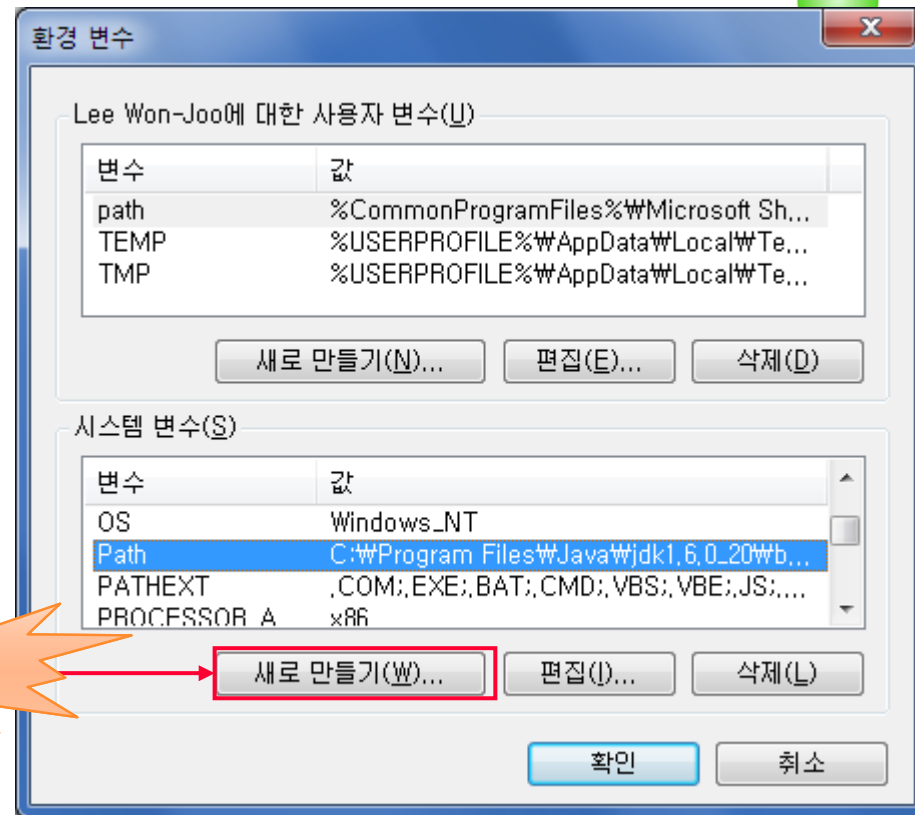 환경 변수
Lee Won-Joo에 대한 사용자 변수(U)
변수 값
path %CommonProgramFiles%₩Microsoft Sh...
TEMP %USERPROFILE%₩AppData₩Local₩Te...
TMP %USERPROFILE%₩AppData₩Local₩Te...
새로 만들기(N)... 편집(E)... 삭제(D)
시스템 변수(S)
변수 값
OS Windows_NT
Path C:₩Program Files₩Java₩jdk1.6.0_20₩b...
PATHEXT .COM;.EXE;.BAT;.CMD;.VBS;.VBE;.JS;....
PROCESSOR_A... x86
새로 만들기(W)... 편집(I)... 삭제(L)
확인 취소